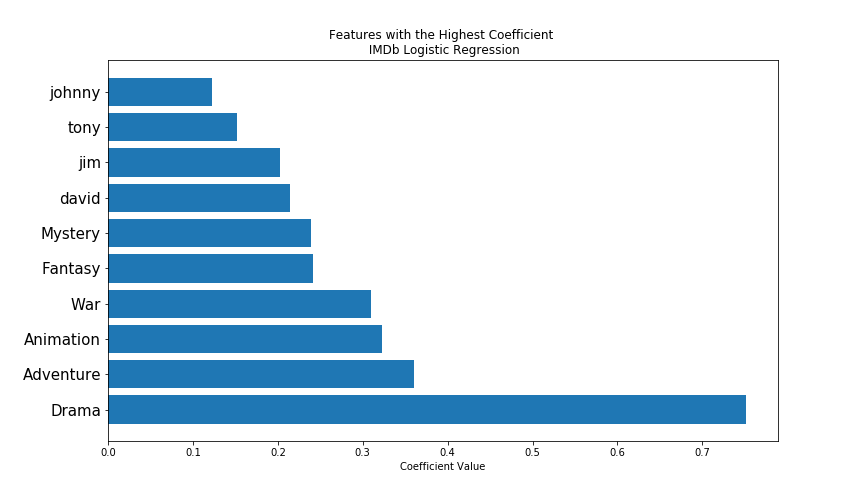 Features with the Highest Coefficient
IMDb Logistic Regression
johnny
tony
jim
david
Mystery
Fantasy
War
Animation
Adventure
Drama
0.0 0.1 0.2 0.3 0.4 0.5 0.6 0.7
Coefficient Value